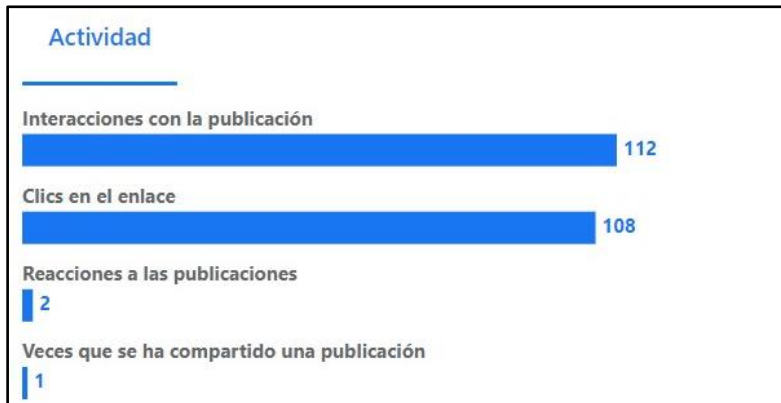 Actividad
Interacciones con la publicación
112
Clics en el enlace
108
Reacciones a las publicaciones
2
Veces que se ha compartido una publicación
1